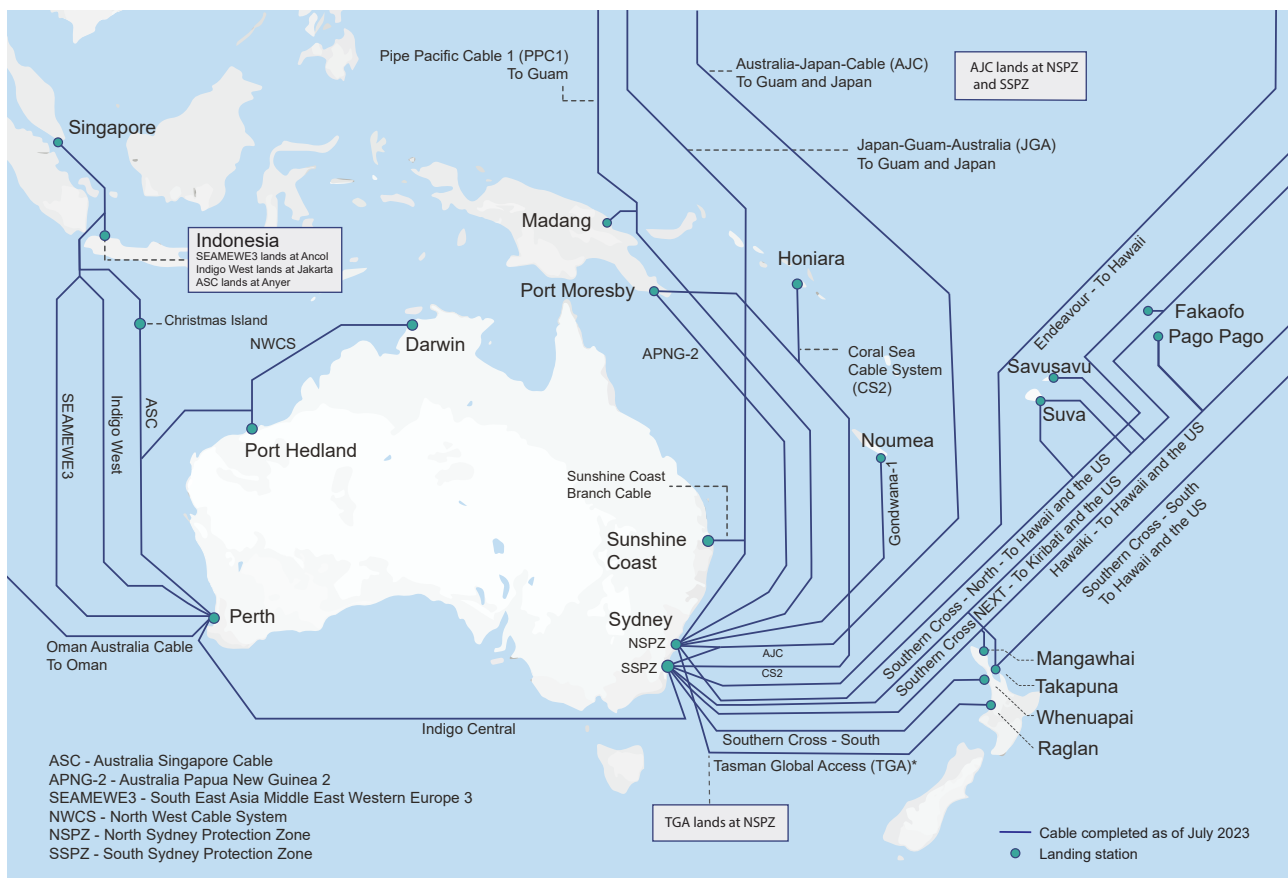 Pipe Pacific Cable 1 (PPC1)
To Guam
Australia-Japan-Cable (AJC)
To Guam and Japan
AJC lands at NSPZ
and SSPZ
Singapore
Japan-Guam-Australia (JGA)
To Guam and Japan
Madang
Indonesia
SEAMEWE3 lands at Ancol
Indigo West lands at Jakarta
ASC lands at Anyer
Honiara
Port Moresby
Endeavour - To Hawaii
Christmas Island
NWCS
Darwin
APNG-2
Coral Sea
Cable System
(CS2)
Fakaofo
Pago Pago
Savusavu
Suva
SEAMEWE3
Indigo West
ASC
Port Hedland
Noumea
Gondwana-1
Sunshine Coast
Branch Cable
Sunshine
Coast
Southern Cross - North - To Hawaii and the US
Southern Cross NEXT - To Kiribati and the US
Hawaiki - To Hawaii and the US
Southern Cross - South
To Hawaii and the US
Perth
Sydney
NSPZ
SSPZ
AJC
CS2
Oman Australia Cable
To Oman
Mangawhai
Takapuna
Whenuapai
Raglan
Indigo Central
Southern Cross - South
Tasman Global Access (TGA)*
TGA lands at NSPZ
ASC - Australia Singapore Cable
APNG-2 - Australia Papua New Guinea 2
SEAMEWE3 - South East Asia Middle East Western Europe 3
NWCS - North West Cable System
NSPZ - North Sydney Protection Zone
SSPZ - South Sydney Protection Zone
Cable completed as of July 2023
Landing station